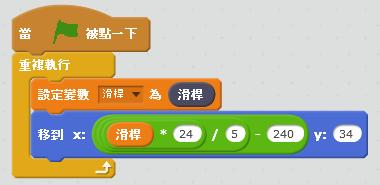 當 被點一下
重複執行
設定變數 滑桿 為 滑桿
移到 x: 滑桿 * 24 / 5 - 240 y: 34